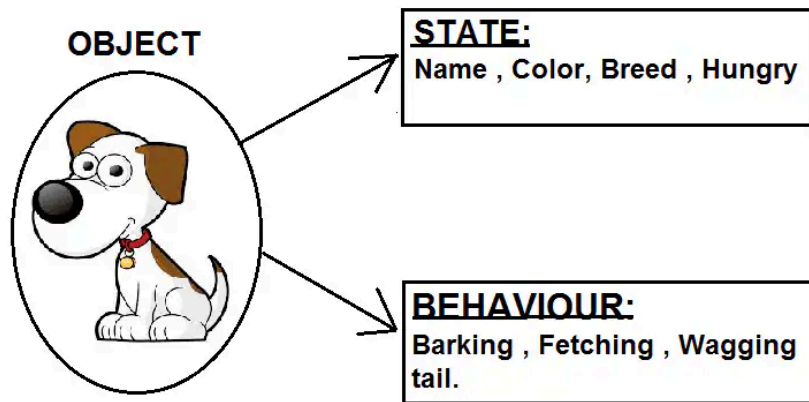 OBJECT
STATE:
Name , Color, Breed , Hungry
BEHAVIOUR:
Barking , Fetching , Wagging
tail.